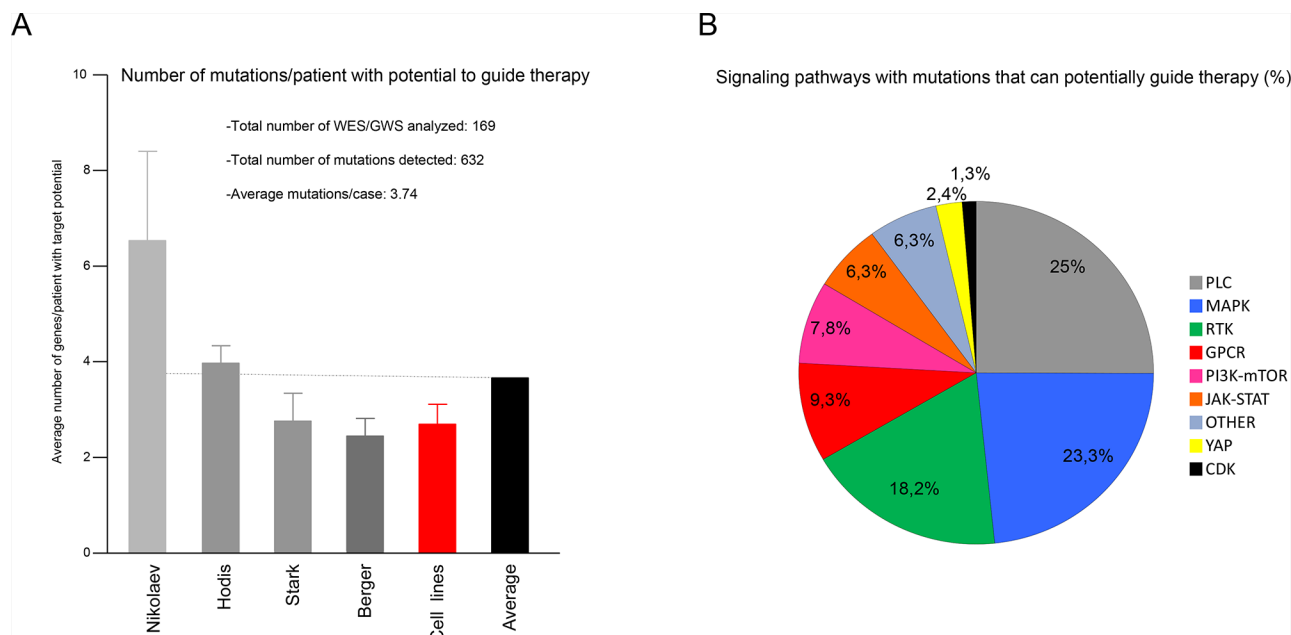 A
B
Number of mutations/patient with potential to guide therapy
Signaling pathways with mutations that can potentially guide therapy (%)
-Total number of WES/GWS analyzed: 169
-Total number of mutations detected: 632
-Average mutations/case: 3.74
Average number of genes/patient with target potential
10
8
6
4
2
0
Nikolaev
Hodis
Stark
Berger
Cell lines
Average
1,3%
2,4%
6,3%
6,3%
7,8%
9,3%
18,2%
23,3%
25%
PLC
MAPK
RTK
GPCR
PI3K-mTOR
JAK-STAT
OTHER
YAP
CDK